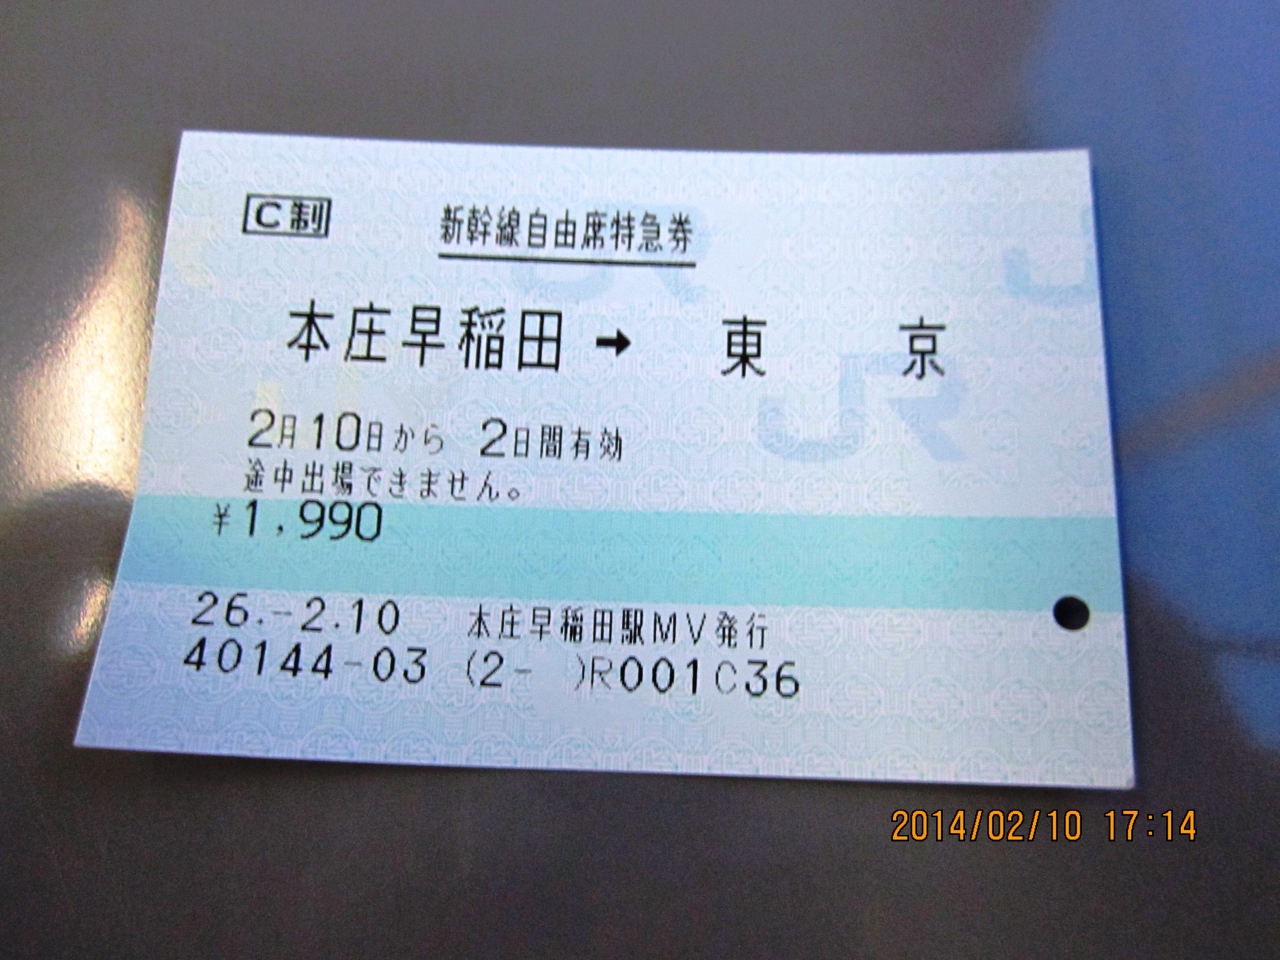 C制 新幹線自由席特急券
本庄早稲田 → 東京
2月10日から 2日間有効
途中出場できません。
¥1,990
26.-2.10 本庄早稲田駅MV発行
40144-03 (2- )R001C36
JR
JR
J
2014/02/10 17:14